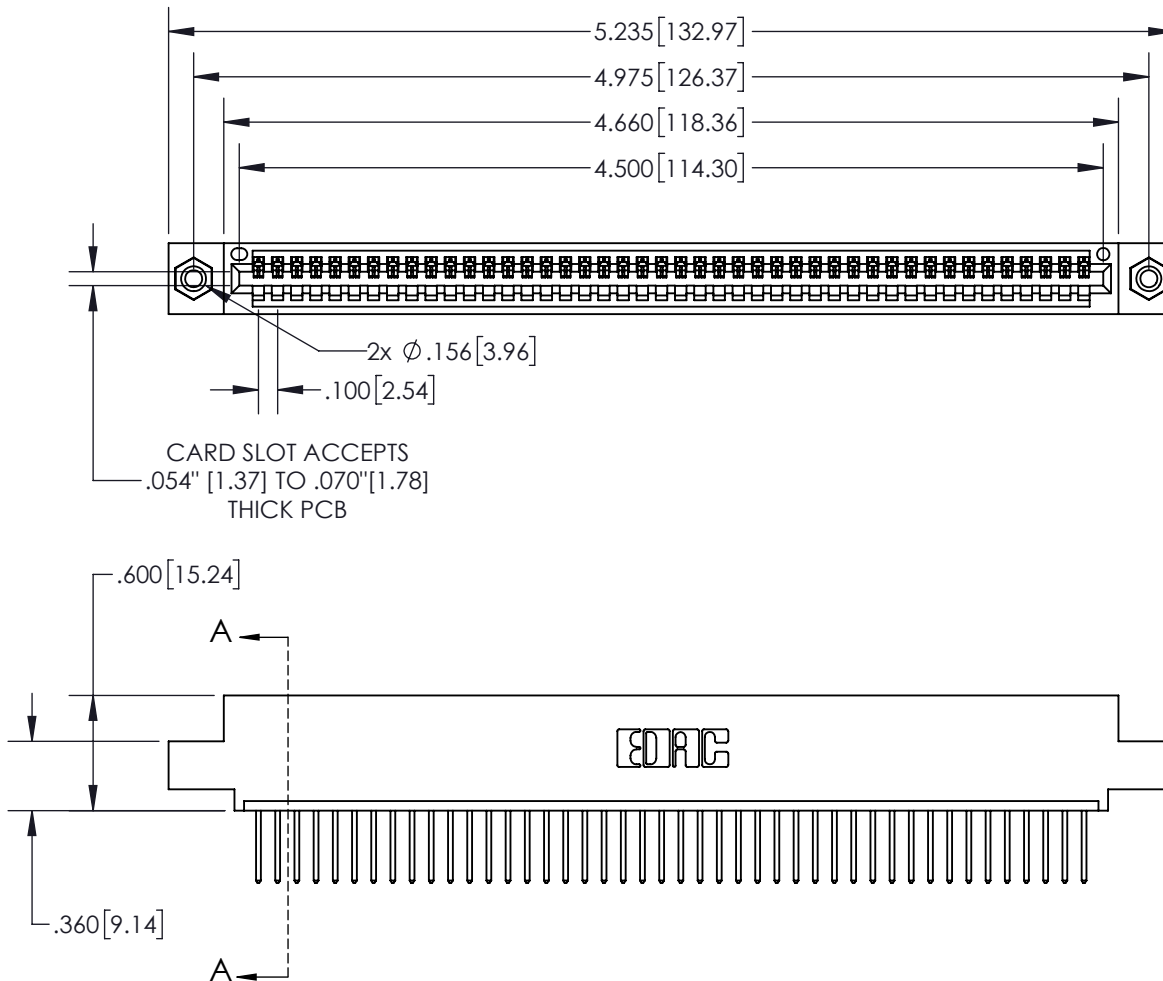 5.235[132.97]
4.975[126.37]
4.660[118.36]
4.500[114.30]
2x Ø.156[3.96]
.100[2.54]
CARD SLOT ACCEPTS
.054" [1.37] TO .070"[1.78]
THICK PCB
.600[15.24]
A
EDAC
.360[9.14]
A